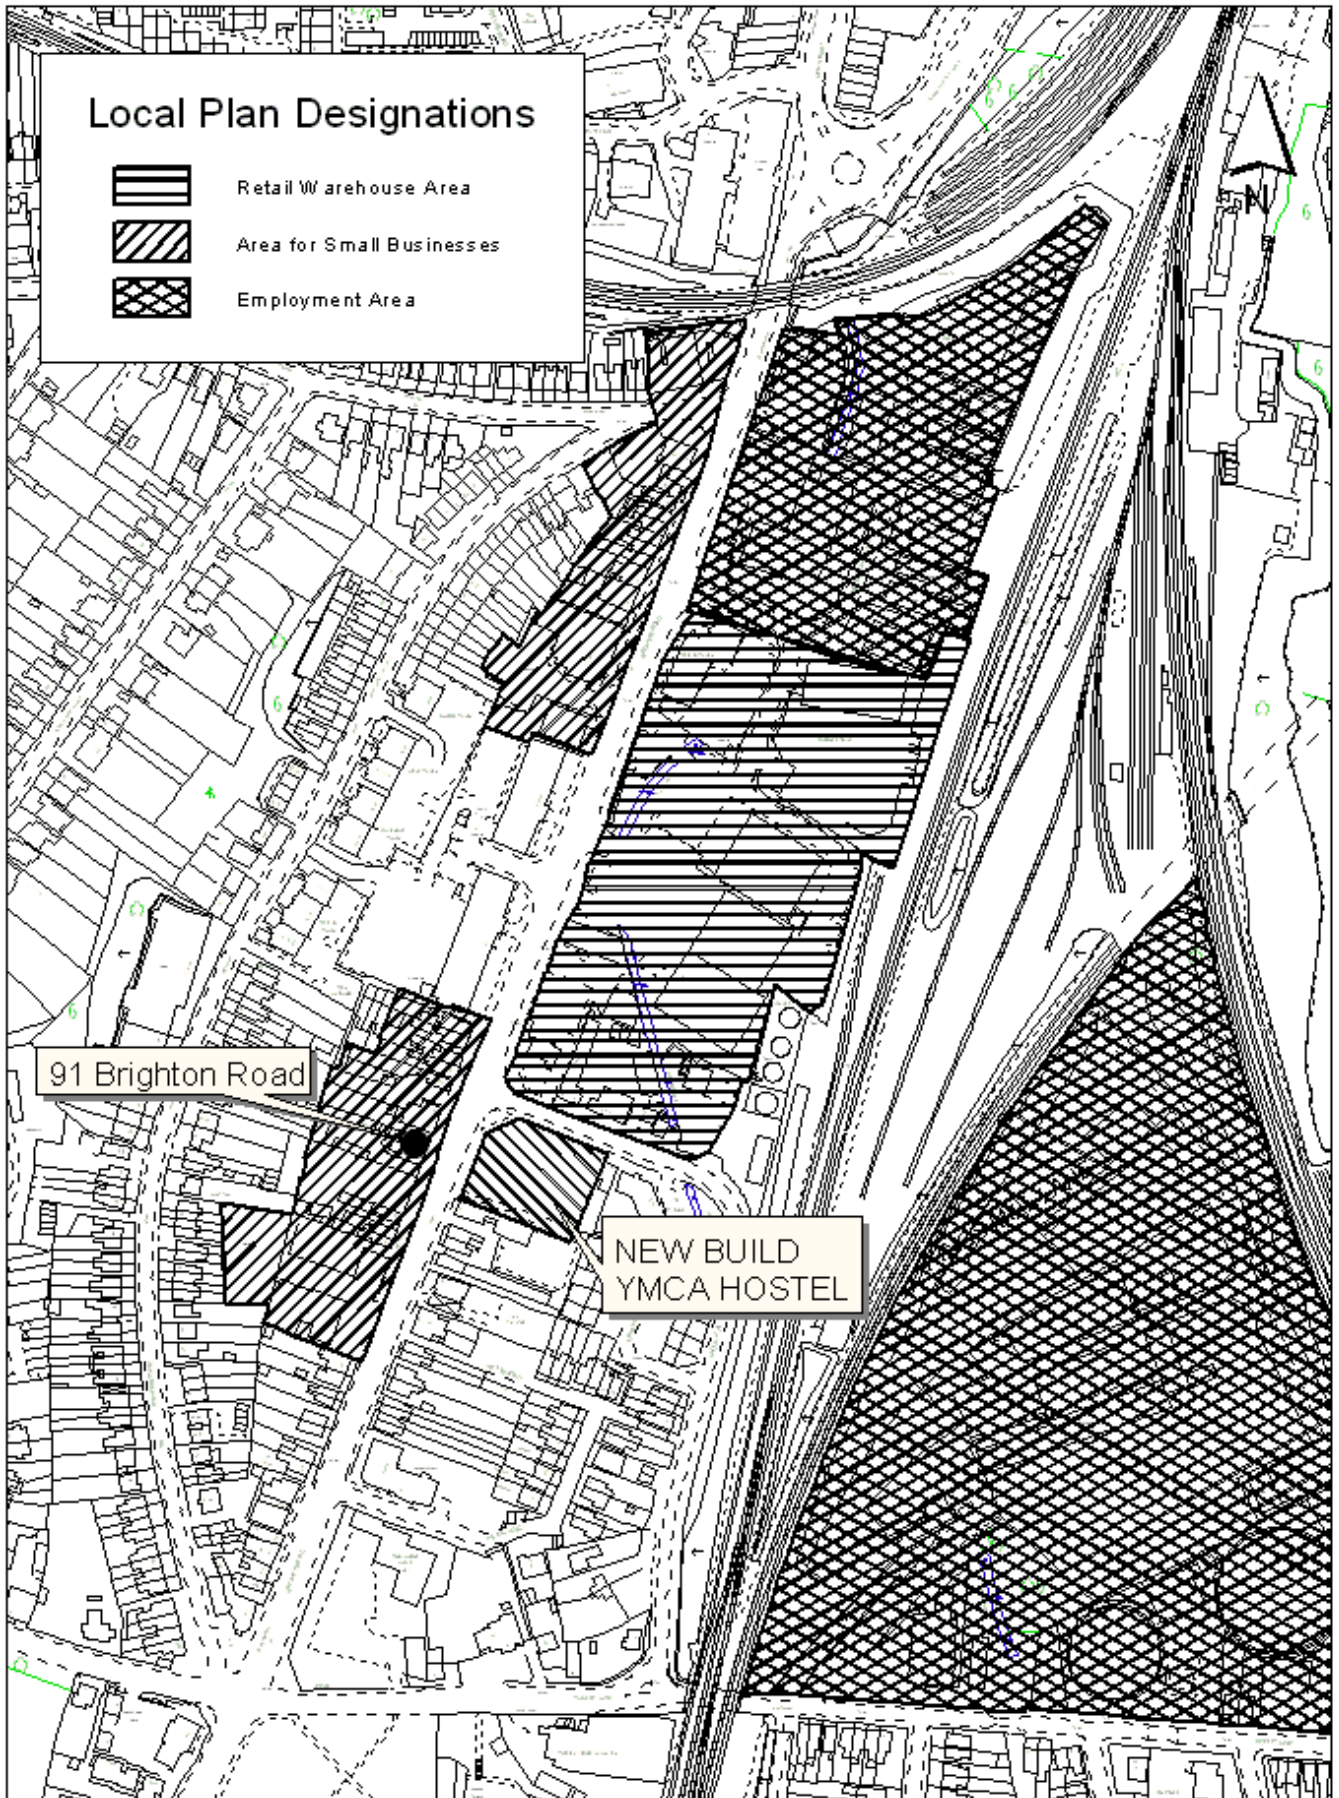 Local Plan Designations
Retail Warehouse Area
Area for Small Businesses
Employment Area
N
91 Brighton Road
NEW BUILD
YMCA HOSTEL